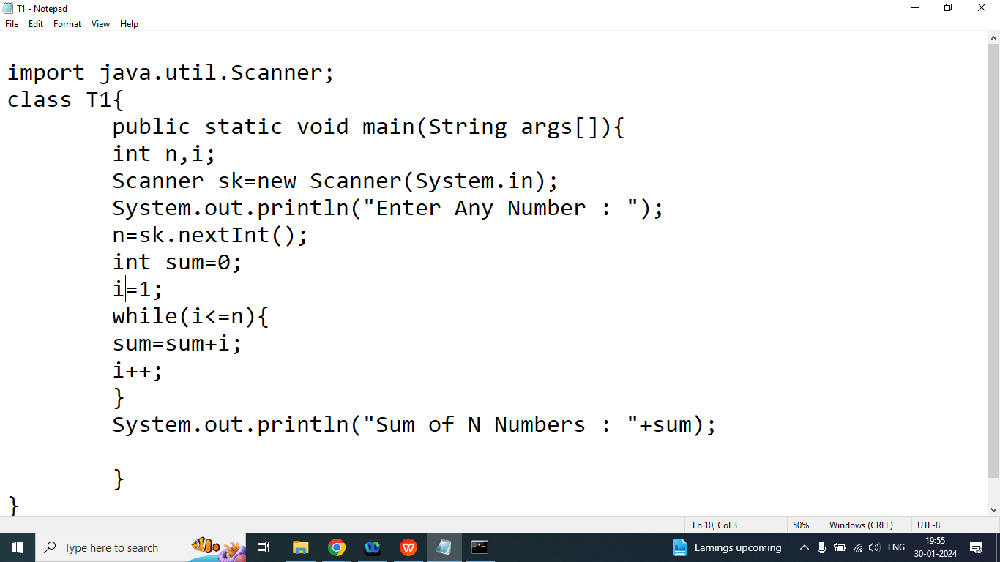 T1 - Notepad
File Edit Format View Help
import java.util.Scanner;
class T1{
public static void main(String args[]){
int n,i;
Scanner sk=new Scanner(System.in);
System.out.println("Enter Any Number : ");
n=sk.nextInt();
int sum=0;
i=1;
while(i<=n){
sum=sum+i;
i++;
}
System.out.println("Sum of N Numbers : "+sum);
}
}
Ln 10, Col 3 50% Windows (CRLF) UTF-8
Type here to search Earnings upcoming ENG 19:55
30-01-2024